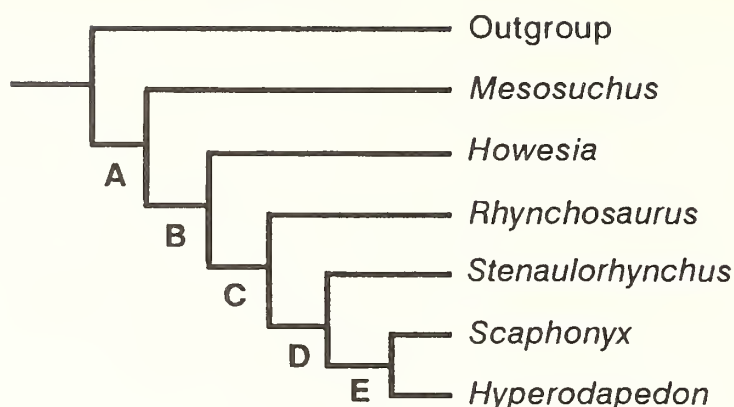 Outgroup
Mesosuchus
A
Howesia
B
Rhynchosaurus
C
Stenaulorhynchus
D
Scaphonyx
E
Hyperodapedon